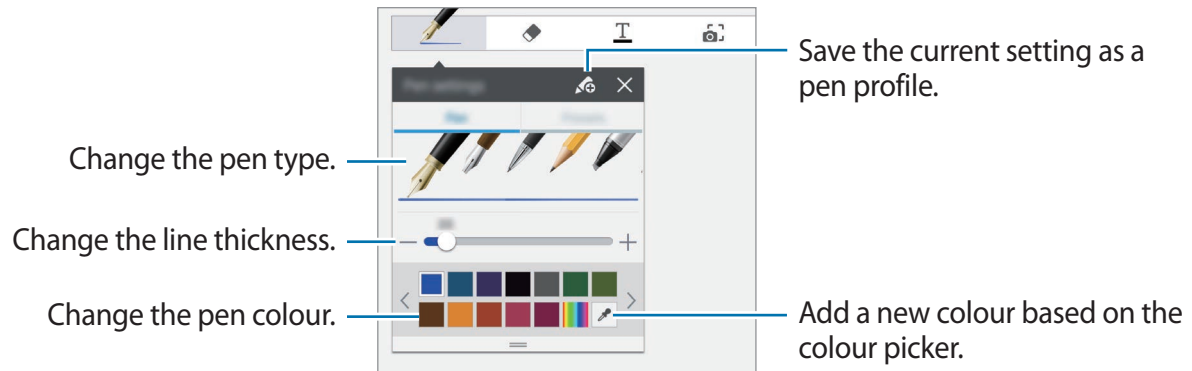 T
Save the current setting as a
pen profile.
Change the pen type.
Change the line thickness.
Change the pen colour.
Add a new colour based on the
colour picker.